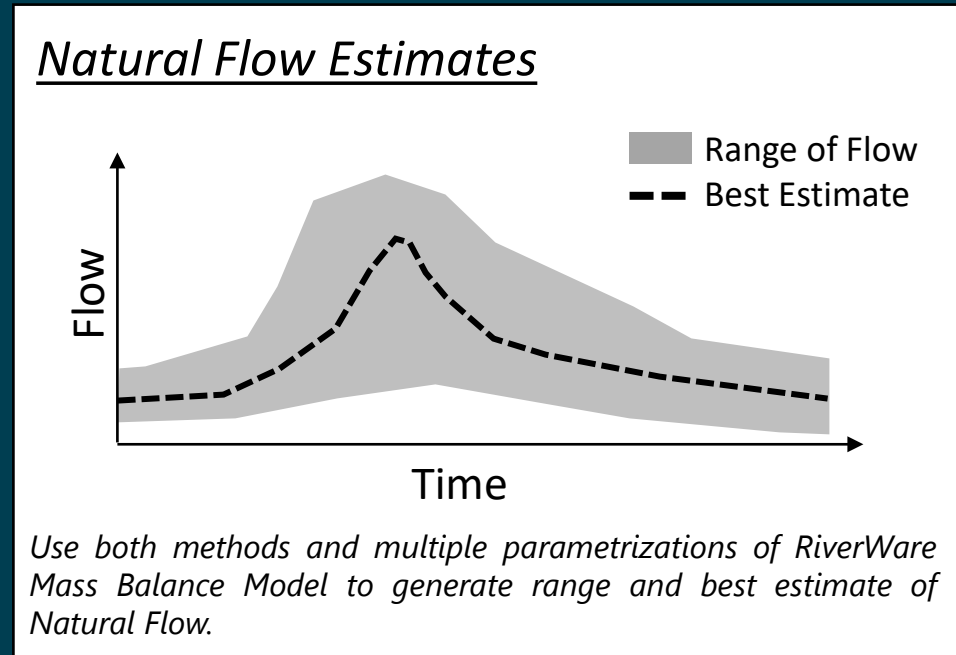 Natural Flow Estimates
Range of Flow
Best Estimate
Flow
Time
Use both methods and multiple parametrizations of RiverWare
Mass Balance Model to generate range and best estimate of
Natural Flow.